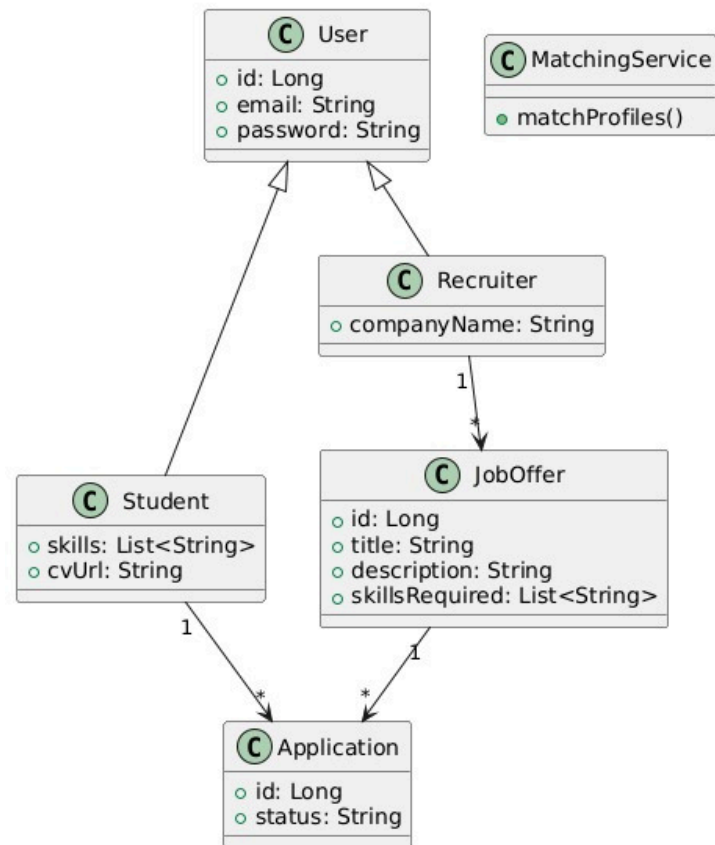 C User
id: Long
email: String
password: String
C MatchingService
matchProfiles()
C Recruiter
companyName: String
1
*
C Student
skills: List<String>
cvUrl: String
C JobOffer
id: Long
title: String
description: String
skillsRequired: List<String>
1
*
1
*
C Application
id: Long
status: String